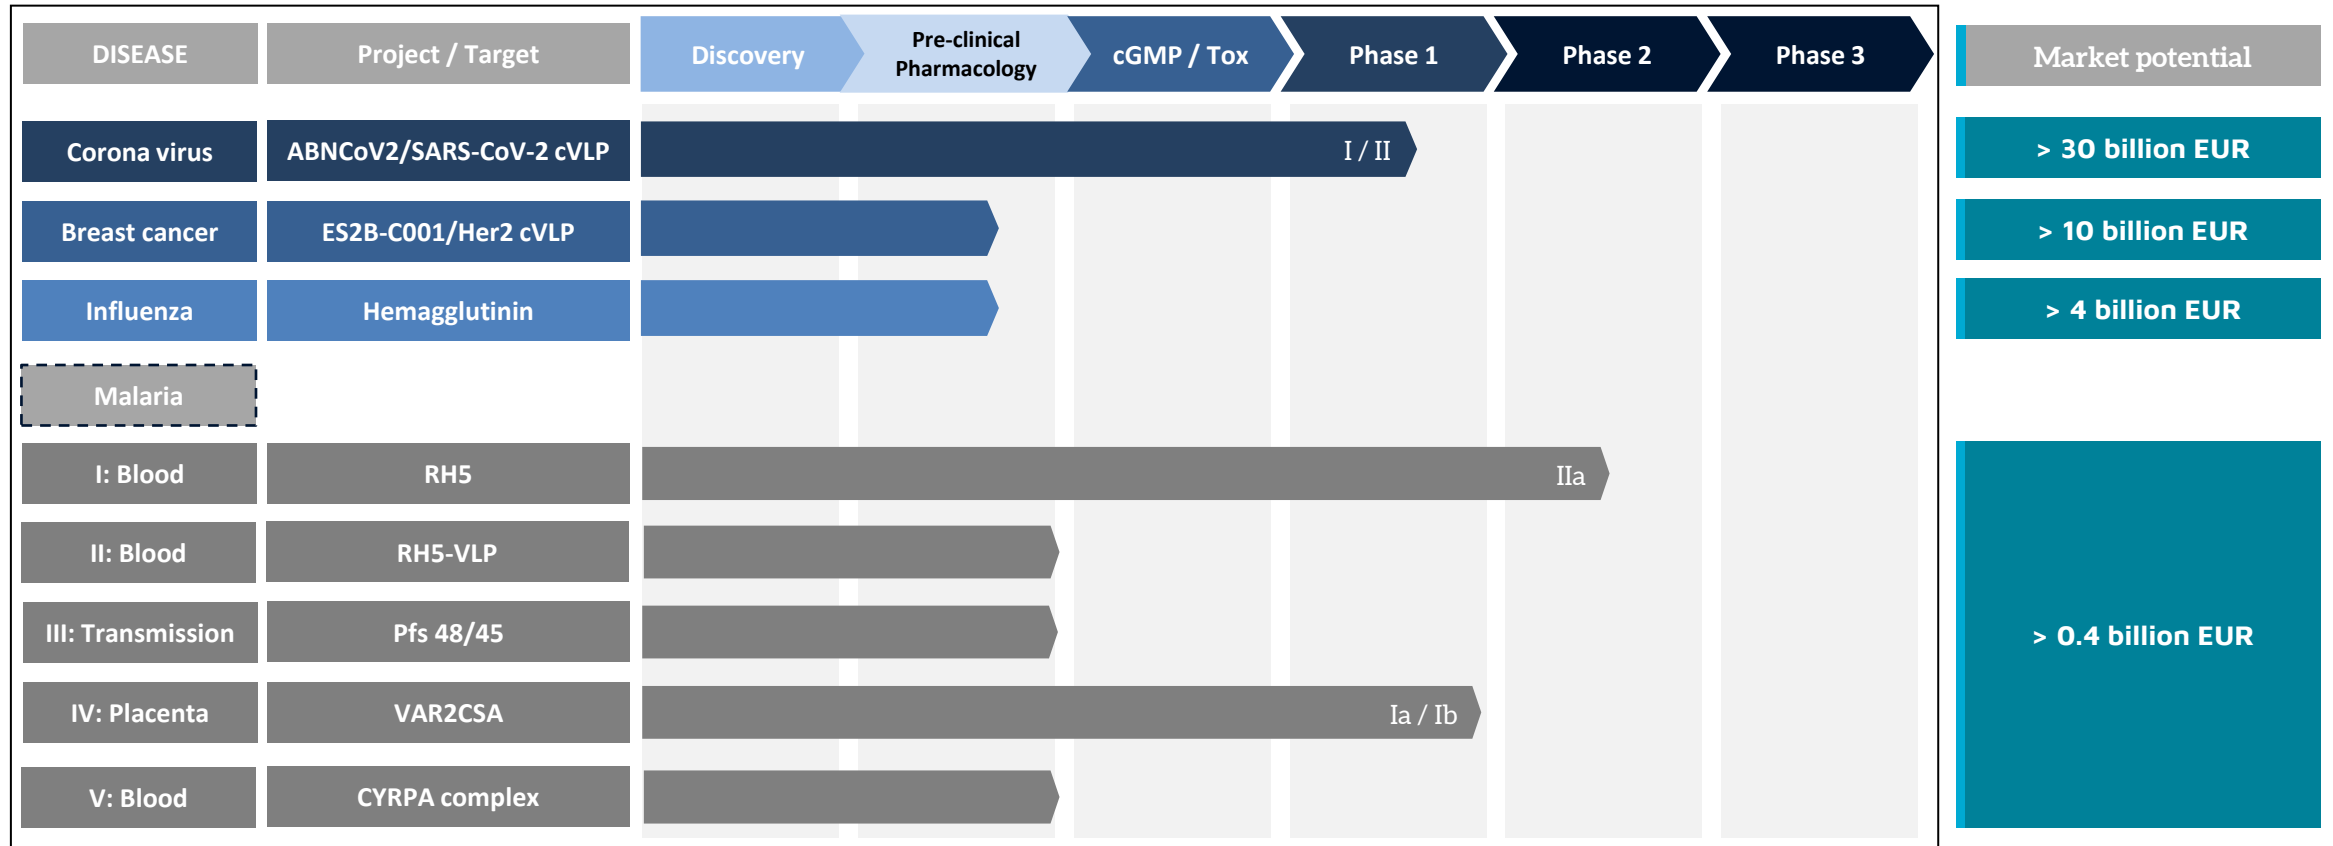 DISEASE
Project / Target
Discovery
Pre-clinical
Pharmacology
cGMP / Tox
Phase 1
Phase 2
Phase 3
Market potential
Corona virus
ABNCoV2/SARS-CoV-2 cVLP
I / II
> 30 billion EUR
Breast cancer
ES2B-C001/Her2 cVLP
> 10 billion EUR
Influenza
Hemagglutinin
> 4 billion EUR
Malaria
I: Blood
RH5
IIa
II: Blood
RH5-VLP
III: Transmission
Pfs 48/45
> 0.4 billion EUR
IV: Placenta
VAR2CSA
Ia / Ib
V: Blood
CYRPA complex